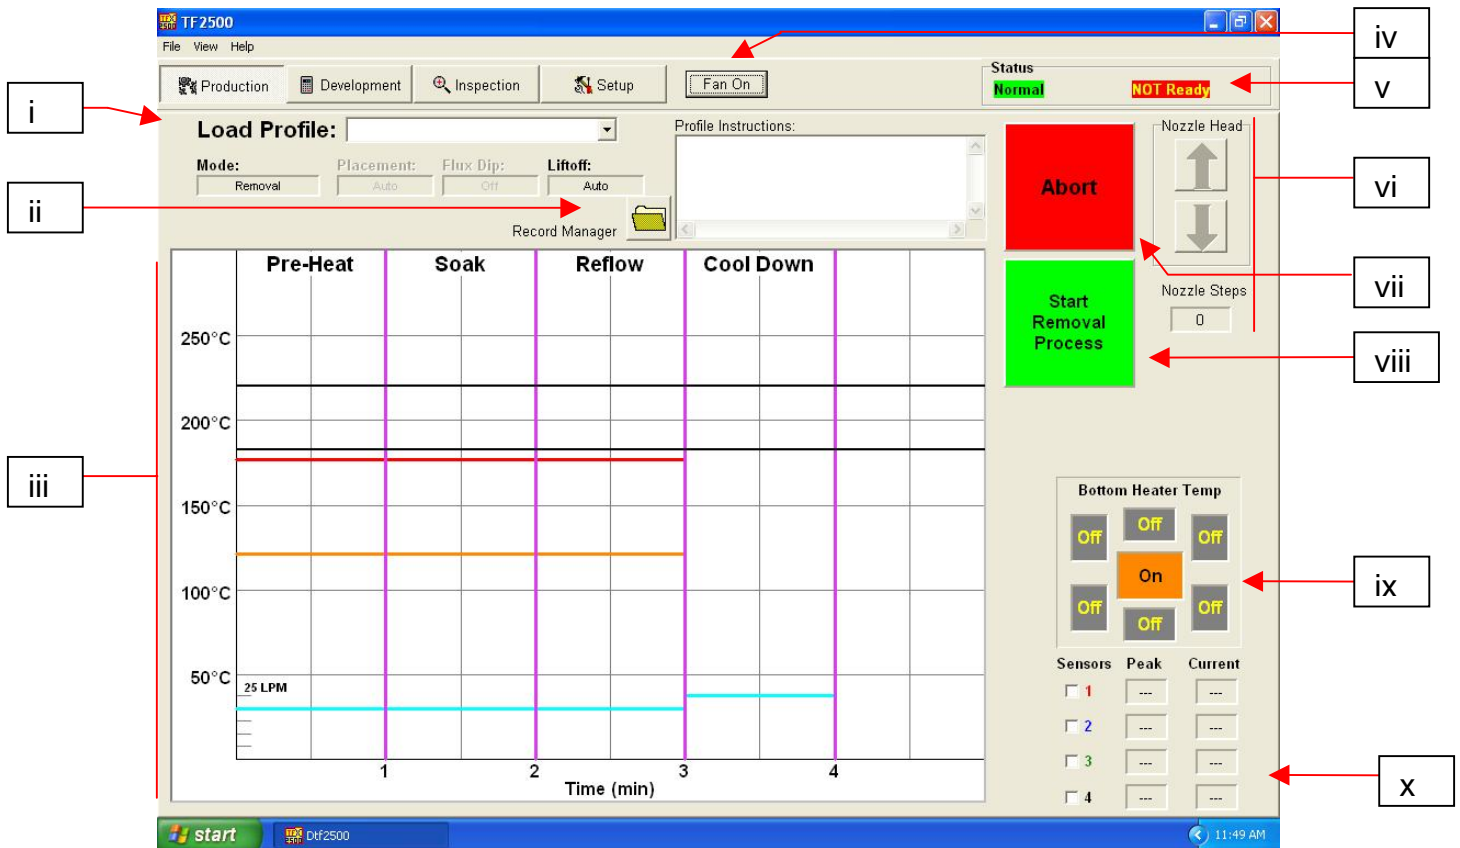 TF2500
File View Help
Production Development Inspection Setup Fan On
Status
Normal NOT Ready
Load Profile:
Mode: Placement: Flux Dip: Liftoff:
Removal Auto Off Auto
Record Manager
Profile Instructions:
Abort
Nozzle Head
Start
Removal
Process
Nozzle Steps
0
Pre-Heat Soak Reflow Cool Down
250°C
200°C
150°C
100°C
50°C
25 LPM
1 2 3 4
Time (min)
Bottom Heater Temp
Off Off Off
On
Off Off Off
Sensors Peak Current
1 --- ---
2 --- ---
3 --- ---
4 --- ---
start Dtf2500 11:49 AM
i
ii
iii
iv
v
vi
vii
viii
ix
x